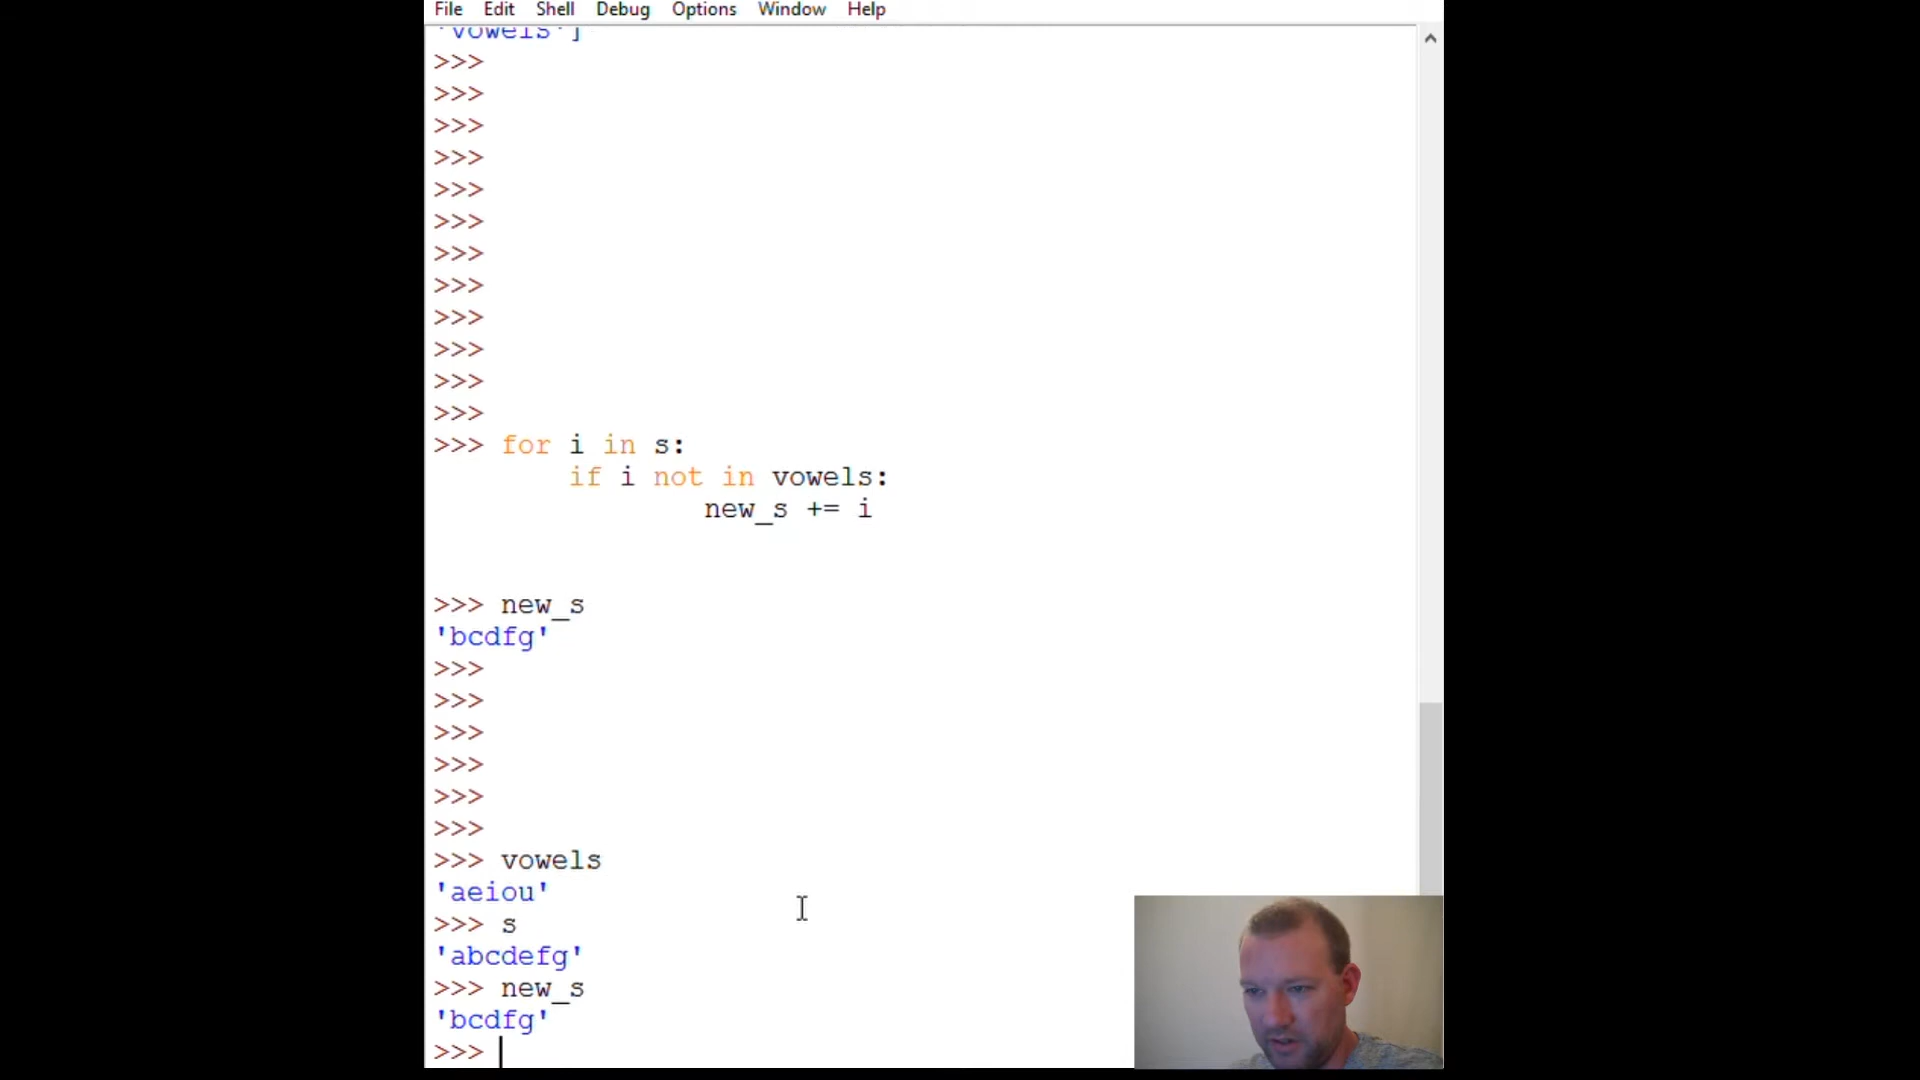 File Edit Shell Debug Options Window Help
'vowels']
>>>
>>>
>>>
>>>
>>>
>>>
>>>
>>>
>>>
>>>
>>>
>>>
>>> for i in s:
if i not in vowels:
new_s += i
>>> new_s
'bcdfg'
>>>
>>>
>>>
>>>
>>>
>>>
>>> vowels
'aeiou'
>>> s
'abcdefg'
>>> new_s
'bcdfg'
>>>